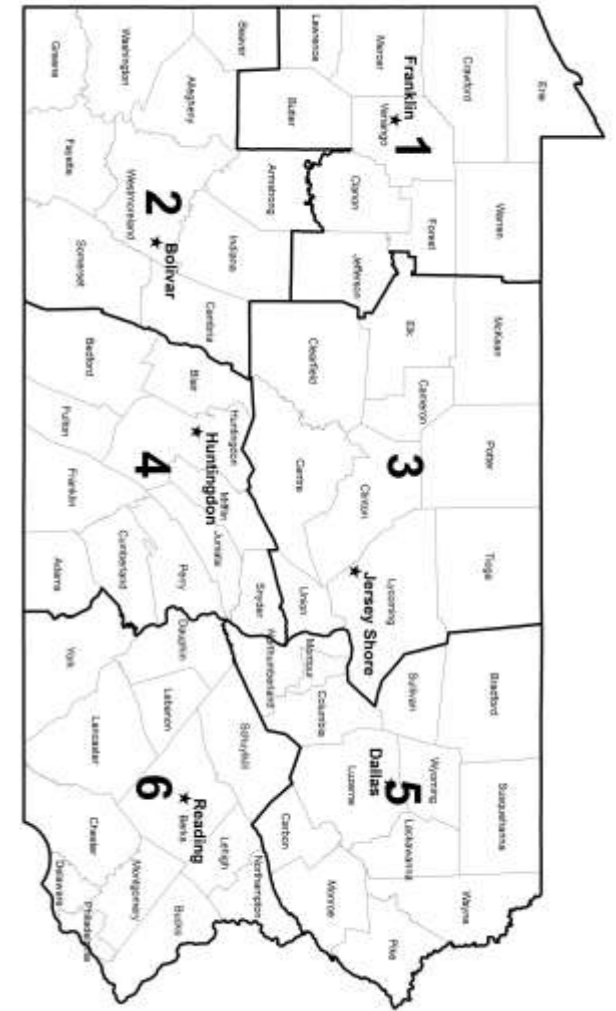 Erie
Crawford
Warren
McKean
Potter
Tioga
Bradford
Susquehanna
Wayne
Mercer
Franklin
1
Venango
Forest
Elk
Cameron
3
Clinton
Lycoming
Jersey Shore
Sullivan
Wyoming
Lackawanna
Pike
Lawrence
Butler
Clarion
Jefferson
Clearfield
Centre
Union
Montour
Columbia
Northumberland
5
Dallas
Luzerne
Monroe
Carbon
Beaver
Allegheny
Armstrong
Indiana
Cambria
Blair
Huntingdon
Huntingdon
4
Mifflin
Juniata
Snyder
Perry
Schuylkill
Northampton
Lehigh
Washington
Greene
Fayette
Westmoreland
2
Bolivar
Somerset
Bedford
Fulton
Franklin
Cumberland
Adams
Dauphin
York
Lebanon
Lancaster
6
Reading
Berks
Chester
Montgomery
Bucks
Delaware
Philadelphia